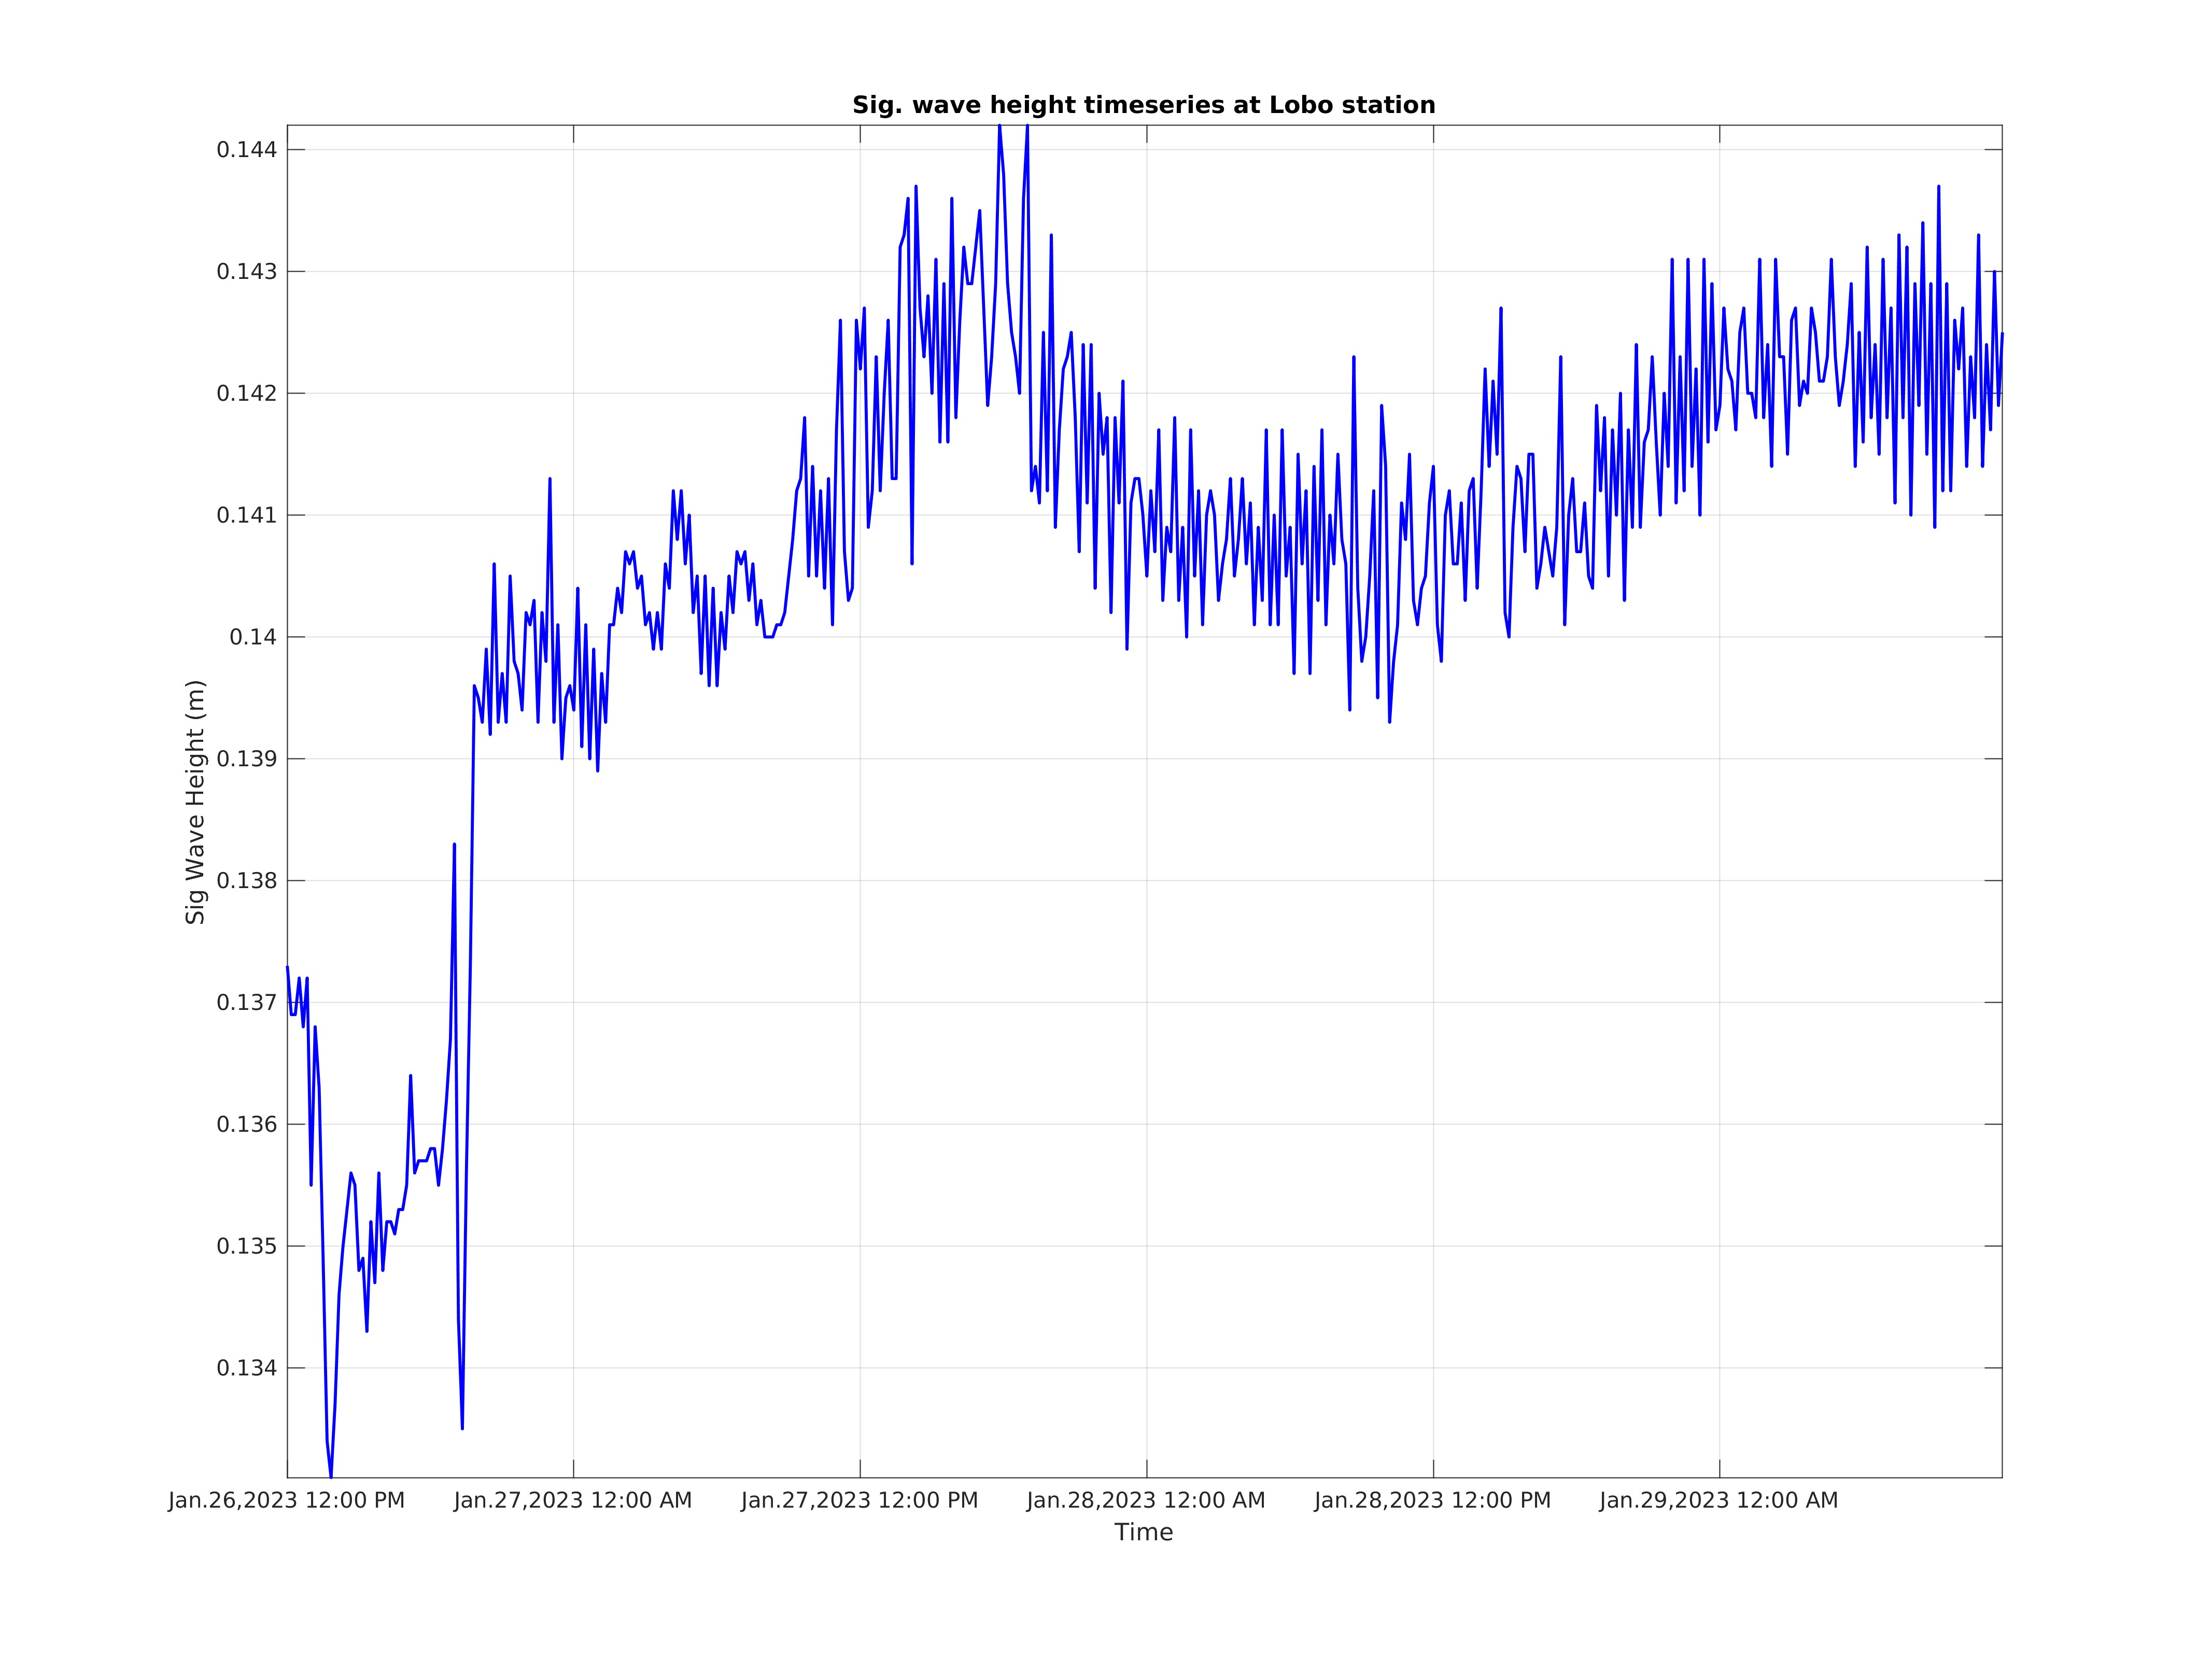 Sig. wave height timeseries at Lobo station
0.144
0.143
0.142
0.141
0.14
0.139
0.138
0.137
0.136
0.135
0.134
Sig Wave Height (m)
Jan.26,2023 12:00 PM
Jan.27,2023 12:00 AM
Jan.27,2023 12:00 PM
Jan.28,2023 12:00 AM
Jan.28,2023 12:00 PM
Jan.29,2023 12:00 AM
Time